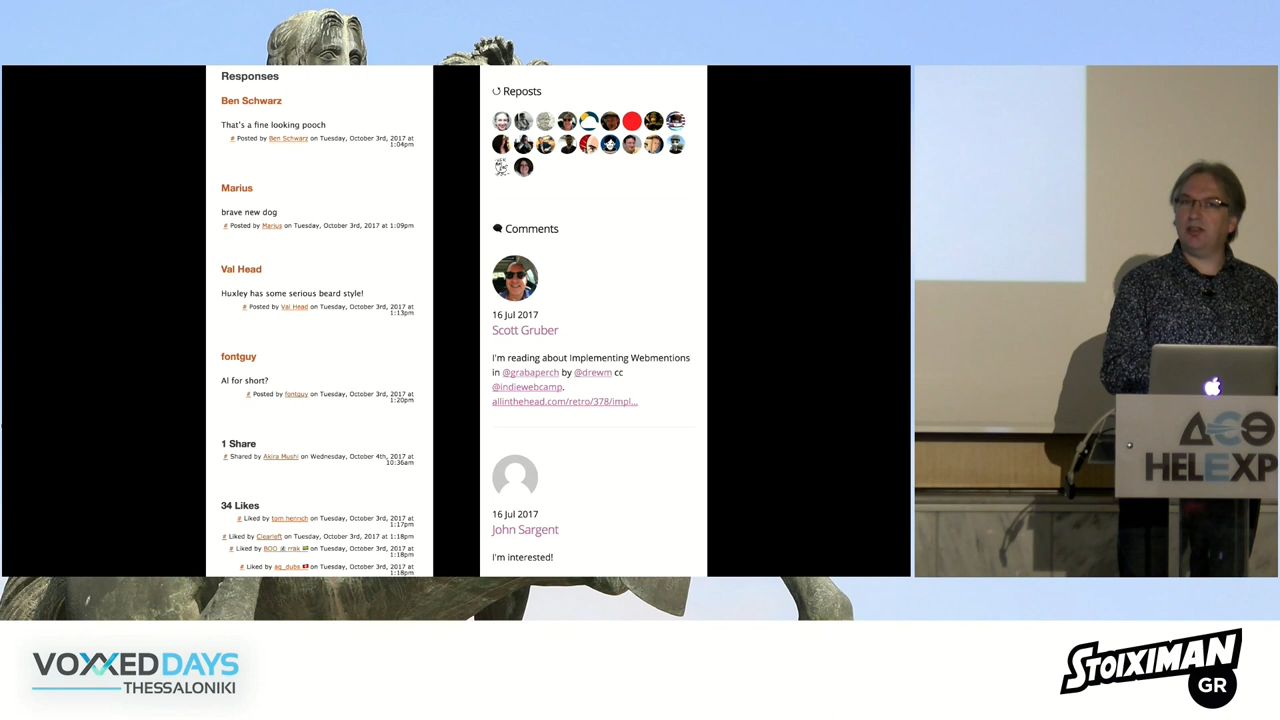 Responses
Ben Schwarz
That's a fine looking pooch
# Posted by Ben Schwarz on Tuesday, October 3rd, 2017 at
1:04pm
Marius
brave new dog
# Posted by Marius on Tuesday, October 3rd, 2017 at 1:09pm
Val Head
Huxley has some serious beard style!
# Posted by Val Head on Tuesday, October 3rd, 2017 at
1:13pm
fontguy
Al for short?
# Posted by fontguy on Tuesday, October 3rd, 2017 at
1:20pm
1 Share
# Shared by Akira Mushi on Wednesday, October 4th, 2017 at
10:36am
34 Likes
# Liked by tom henrich on Tuesday, October 3rd, 2017 at
1:17pm
# Liked by Clearleft on Tuesday, October 3rd, 2017 at 1:18pm
# Liked by BOO rrak on Tuesday, October 3rd, 2017 at
1:18pm
# Liked by aq_dubs on Tuesday, October 3rd, 2017 at
1:18pm
Reposts
Comments
16 Jul 2017
Scott Gruber
I'm reading about Implementing Webmentions
in @grabaperch by @drewm cc
@indiewebcamp.
allinthehead.com/retro/378/impl...
16 Jul 2017
John Sargent
I'm interested!
ΔΕΘ
HELEXP
VOXXED DAYS
THESSALONIKI
STOIXIMAN
GR